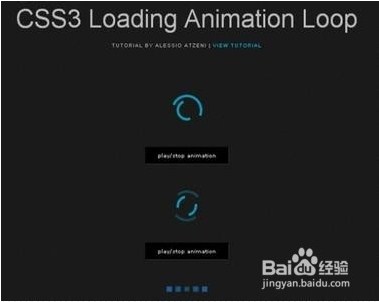 CSS3 Loading Animation Loop
TUTORIAL BY ALESSIO ATZENI | VIEW TUTORIAL
play/stop animation
play/stop animation
Baidu经验
jingyan.baidu.com